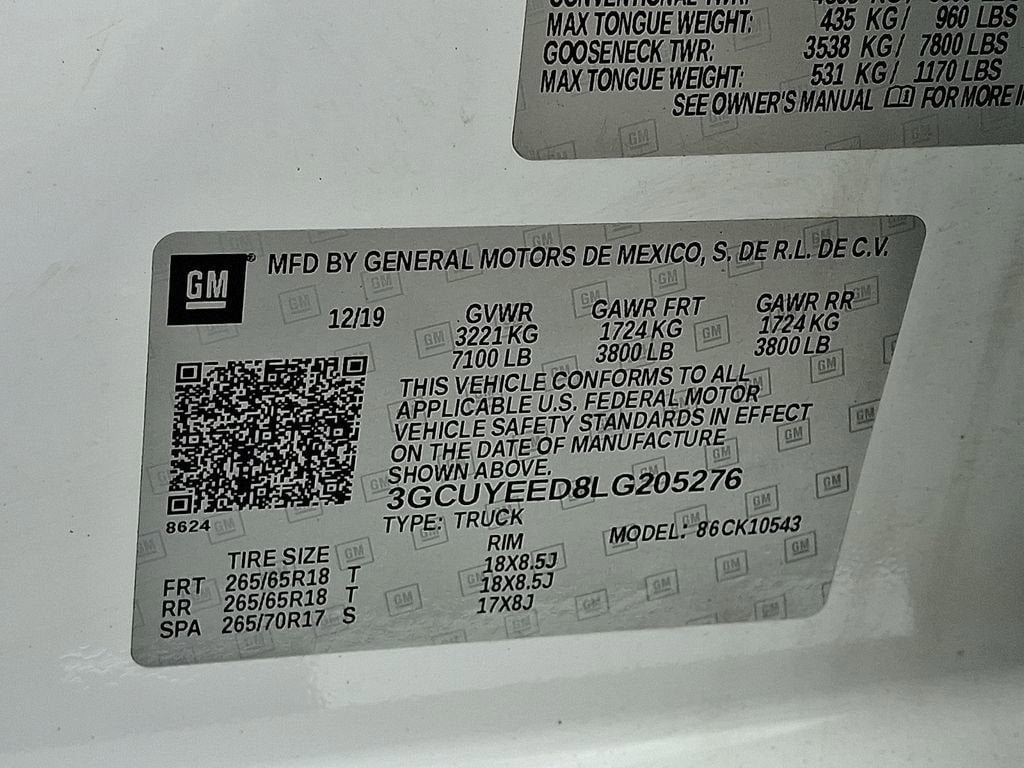 MAX TONGUE WEIGHT: 435 KG/ 960 LBS
GOOSENECK TWR: 3538 KG/ 7800 LBS
MAX TONGUE WEIGHT: 531 KG/ 1170 LBS
SEE OWNER'S MANUAL FOR MORE
GM MFD BY GENERAL MOTORS DE MEXICO, S. DE R.L. DE C.V.
12/19 GVWR GAWR FRT GAWR RR
3221 KG 1724 KG 1724 KG
7100 LB 3800 LB 3800 LB
THIS VEHICLE CONFORMS TO ALL
APPLICABLE U.S. FEDERAL MOTOR
VEHICLE SAFETY STANDARDS IN EFFECT
ON THE DATE OF MANUFACTURE
SHOWN ABOVE.
3GCUYEED8LG205276
8624 TYPE: TRUCK MODEL: 86CK10543
TIRE SIZE RIM
FRT 265/65R18 T 18X8.5J
RR 265/65R18 T 18X8.5J
SPA 265/70R17 S 17X8J